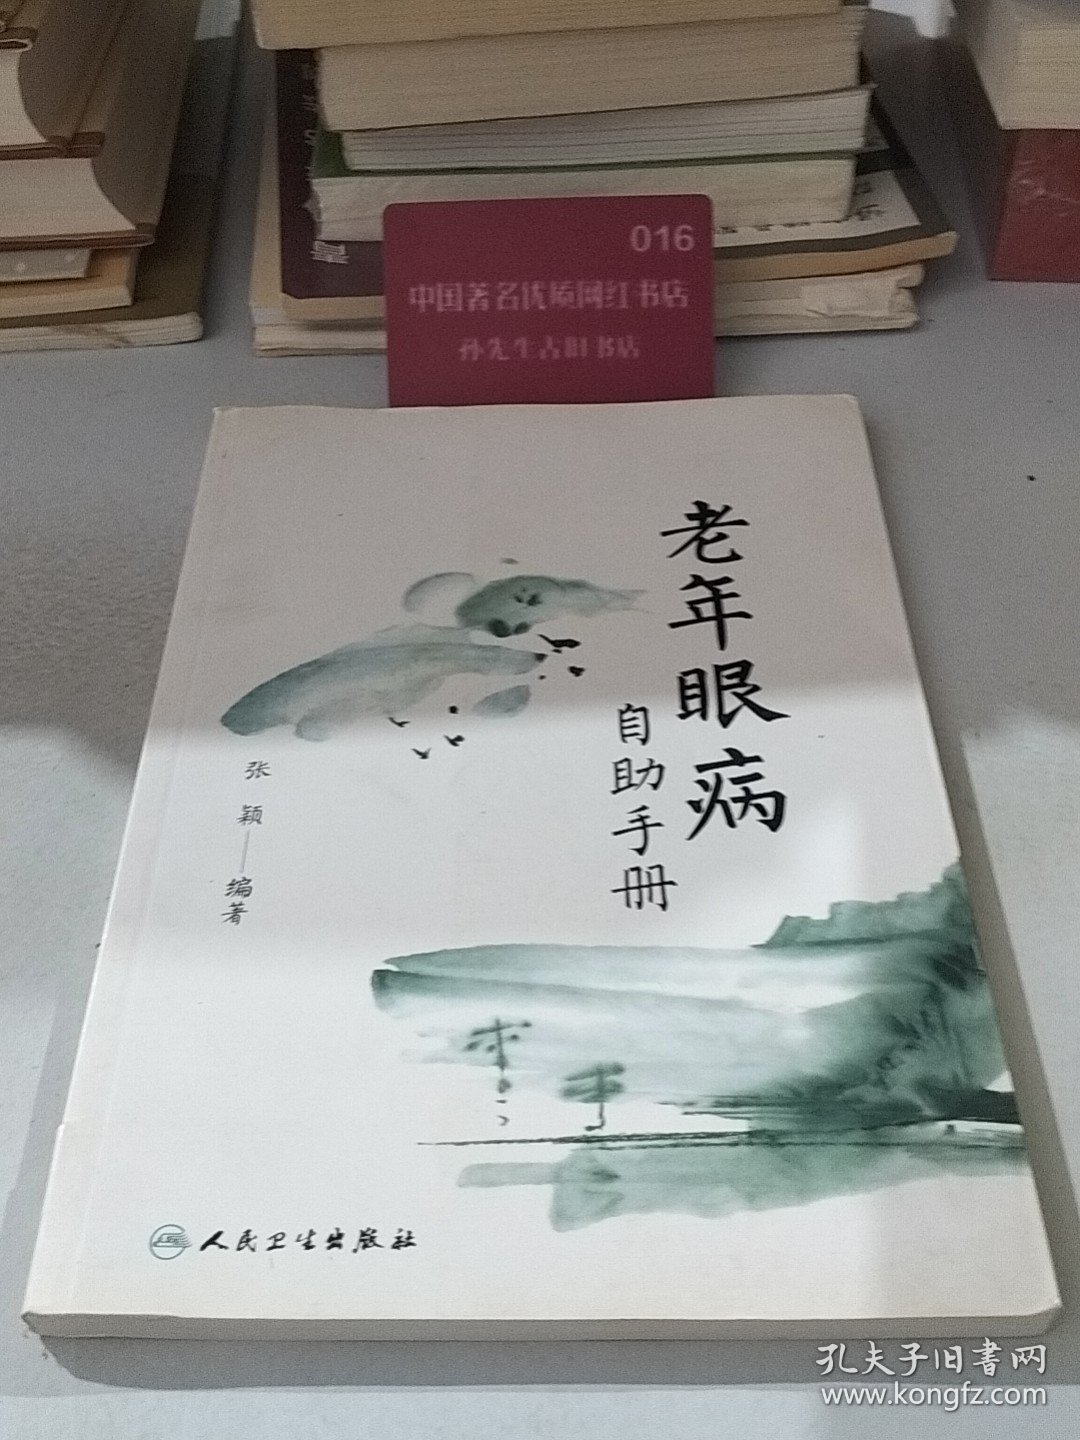 016
中国著名优质网红书店
孙先生古旧书店
老年眼病
自助手册
张颖——编著
人民卫生出版社
孔夫子旧书网
www.kongfz.com